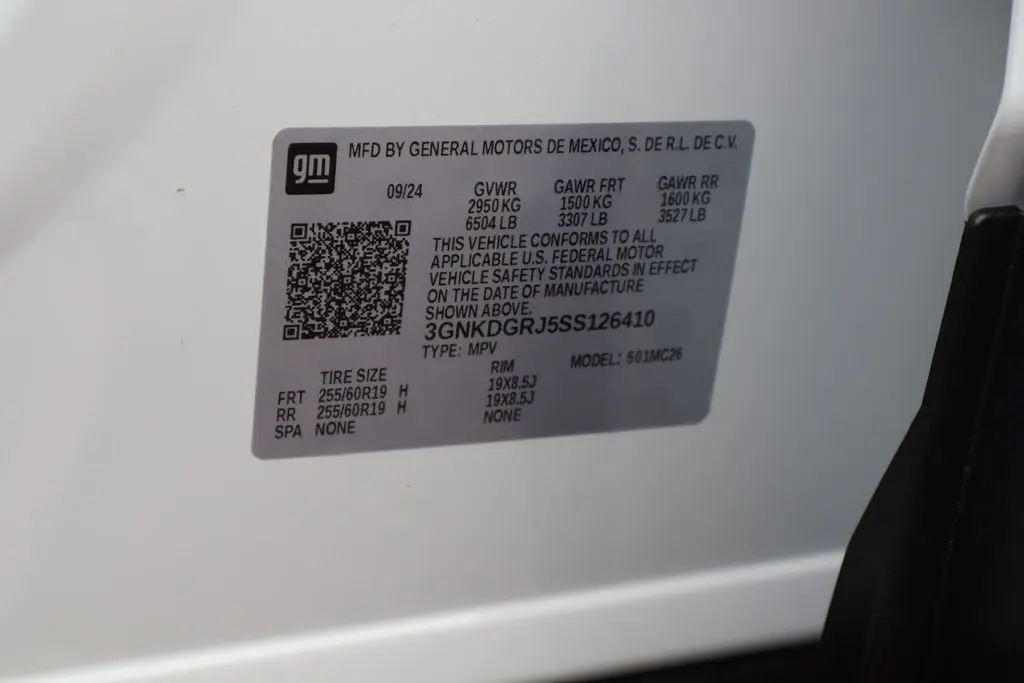 gm
MFD BY GENERAL MOTORS DE MEXICO, S. DE R.L. DE C.V.
09/24 GVWR GAWR FRT GAWR RR
2950 KG 1500 KG 1600 KG
6504 LB 3307 LB 3527 LB
THIS VEHICLE CONFORMS TO ALL
APPLICABLE U.S. FEDERAL MOTOR
VEHICLE SAFETY STANDARDS IN EFFECT
ON THE DATE OF MANUFACTURE
SHOWN ABOVE.
3GNKDGRJ5SS126410
TYPE: MPV MODEL: 501MC26
TIRE SIZE RIM
FRT 255/60R19 H 19X8.5J
RR 255/60R19 H 19X8.5J
SPA NONE NONE